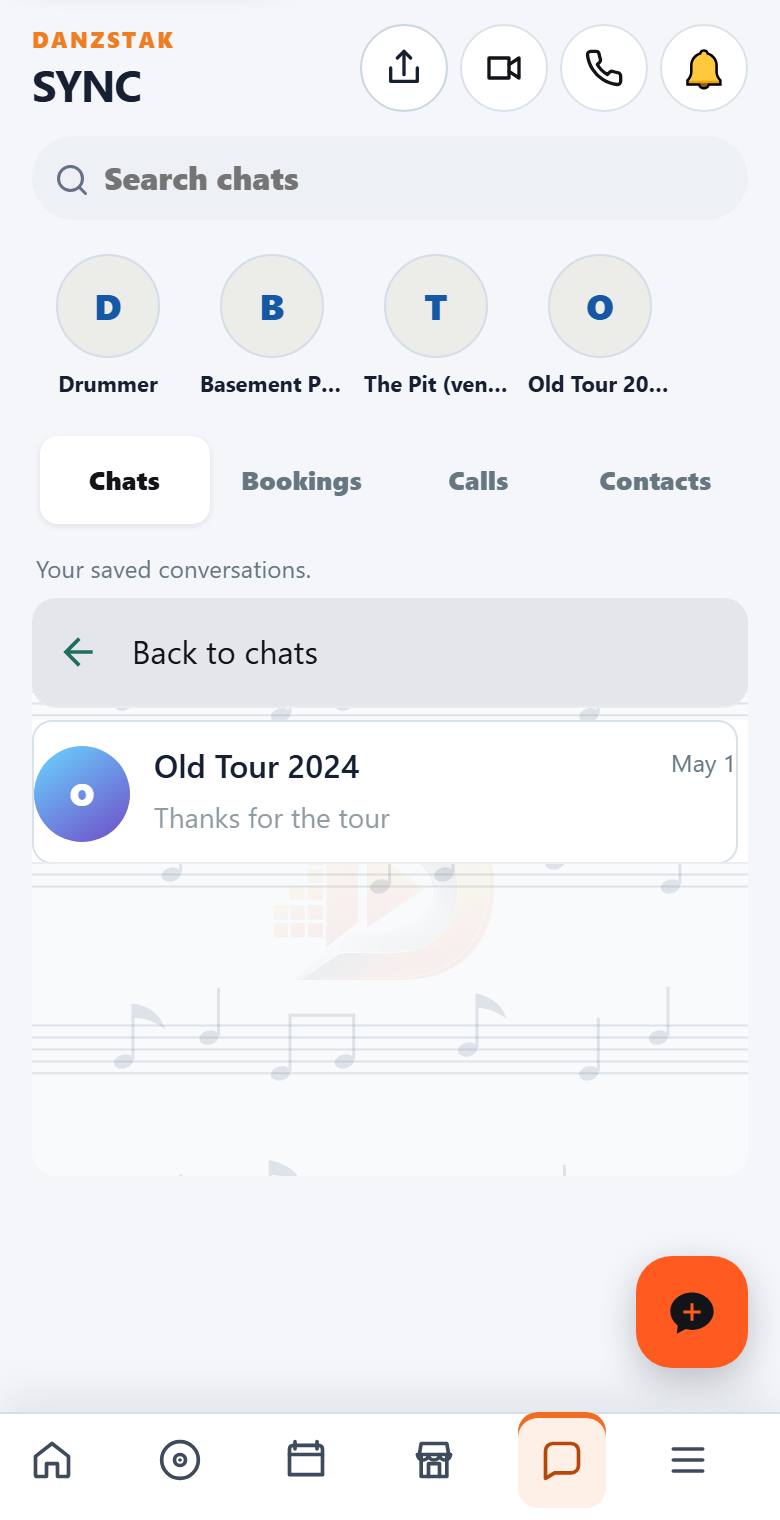 DANZSTAK
SYNC
Search chats
D
B
T
O
Drummer
Basement P...
The Pit (ven...
Old Tour 20...
Chats
Bookings
Calls
Contacts
Your saved conversations.
Back to chats
O
Old Tour 2024
May 1
Thanks for the tour